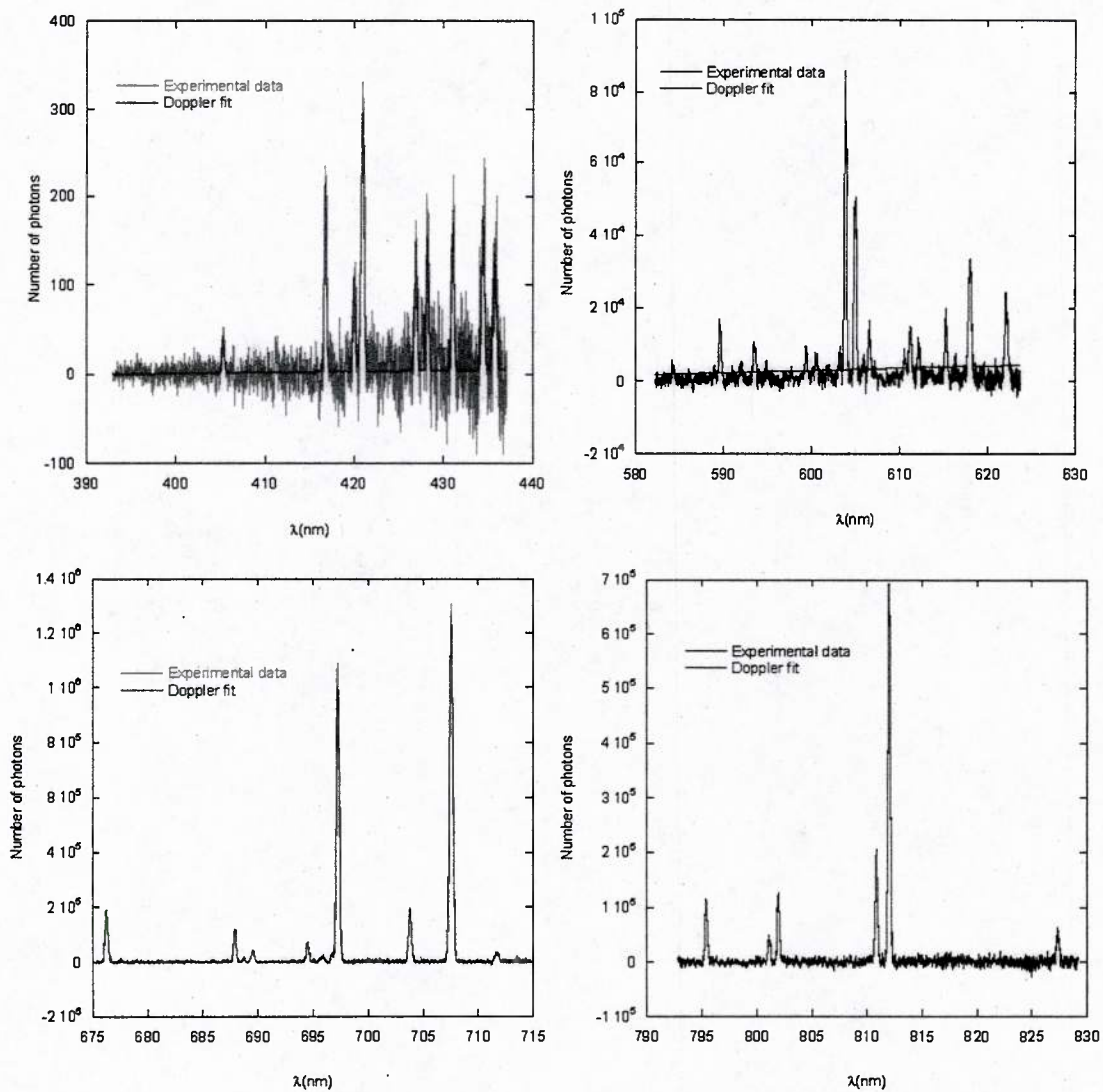 400
300
200
100
0
-100
390 400 410 420 430 440
Number of photons
λ(nm)
Experimental data
Doppler fit
1 10⁵
8 10⁴
6 10⁴
4 10⁴
2 10⁴
0
-2 10⁴
580 590 600 610 620 630
Number of photons
λ(nm)
Experimental data
Doppler fit
1.4 10⁶
1.2 10⁶
1 10⁶
8 10⁵
6 10⁵
4 10⁵
2 10⁵
0
-2 10⁵
675 680 685 690 695 700 705 710 715
Number of photons
λ(nm)
Experimental data
Doppler fit
7 10⁵
6 10⁵
5 10⁵
4 10⁵
3 10⁵
2 10⁵
1 10⁵
0
-1 10⁵
790 795 800 805 810 815 820 825 830
Number of photons
λ(nm)
Experimental data
Doppler fit